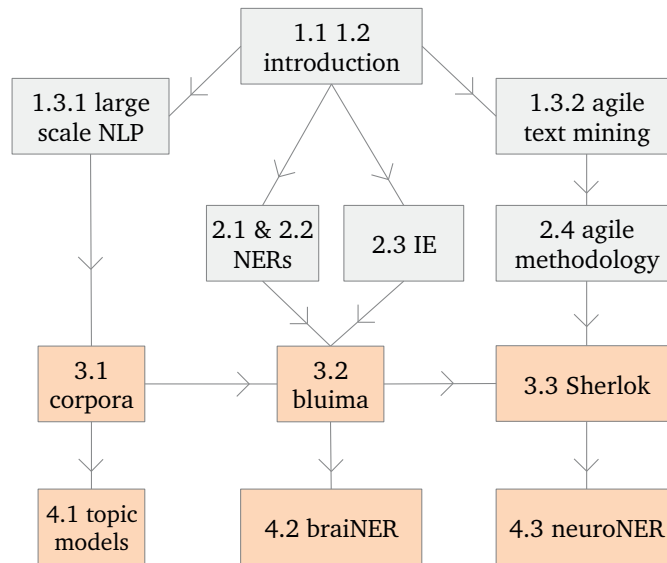 1.1 1.2
introduction
1.3.1 large
scale NLP
1.3.2 agile
text mining
2.1 & 2.2
NERs
2.3 IE
2.4 agile
methodology
3.1
corpora
3.2
bluima
3.3 Sherlok
4.1 topic
models
4.2 braiNER
4.3 neuroNER